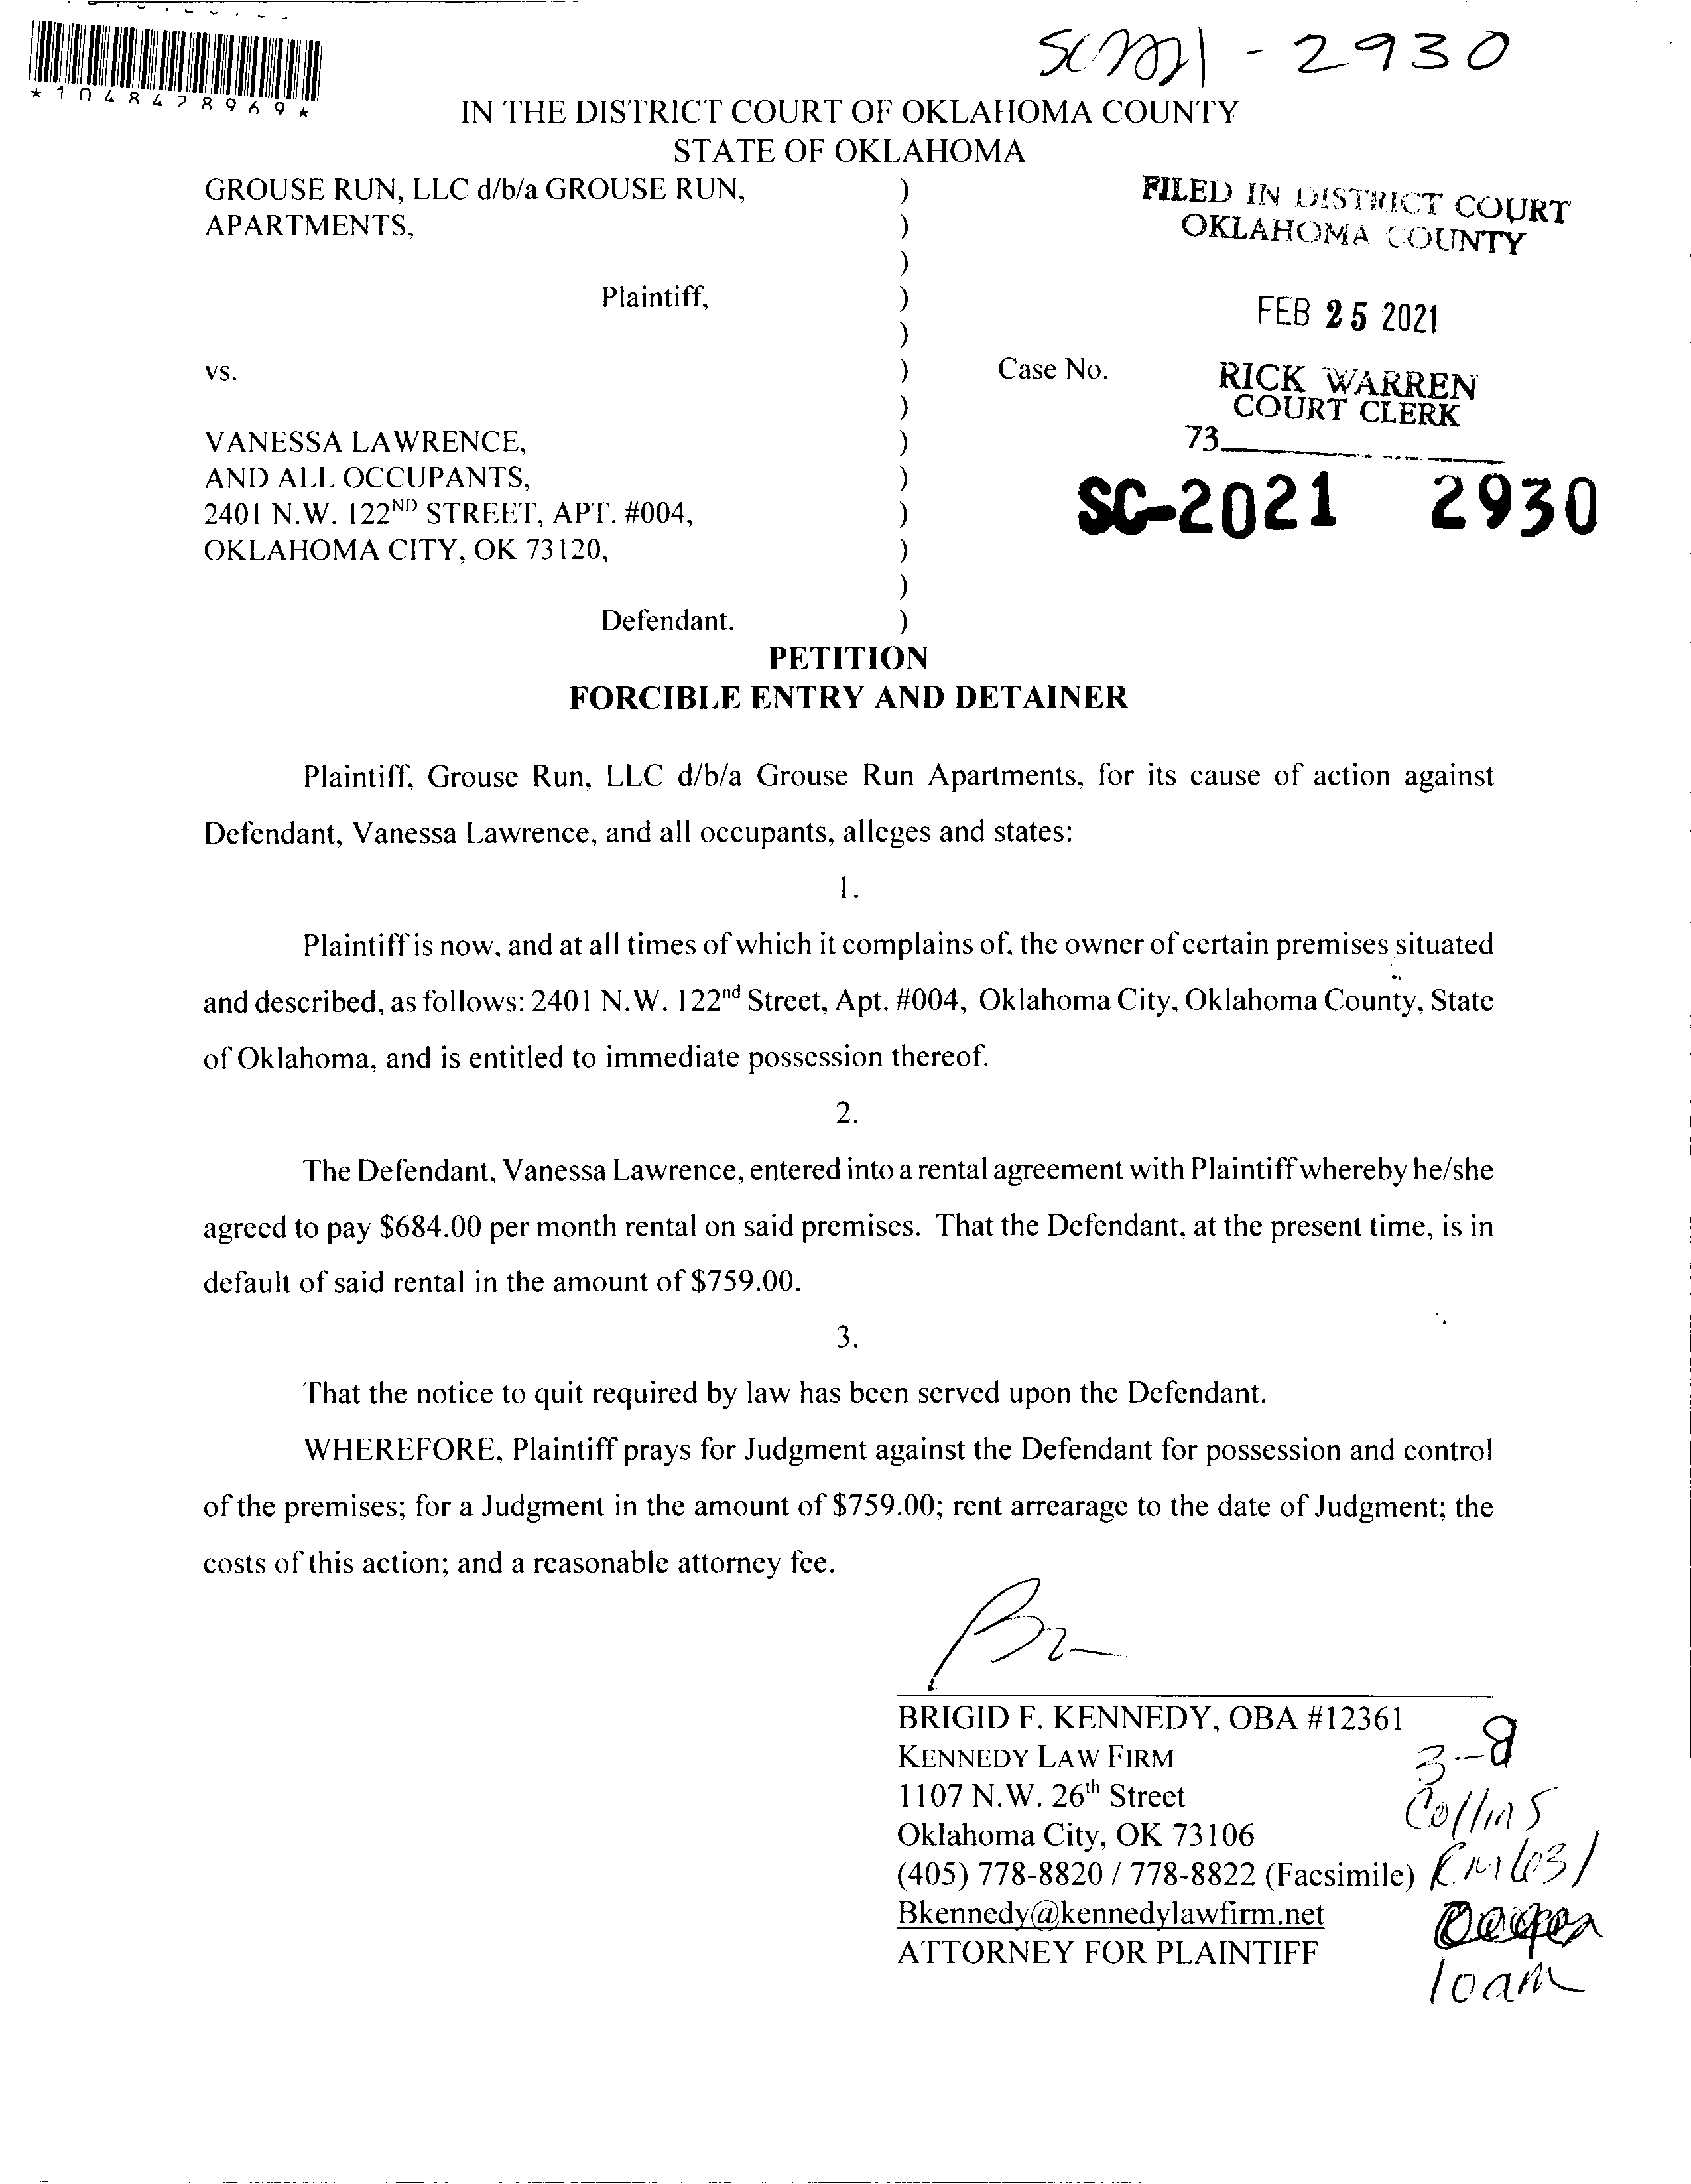 *1048478969*
- 2930
IN THE DISTRICT COURT OF OKLAHOMA COUNTY
STATE OF OKLAHOMA
GROUSE RUN, LLC d/b/a GROUSE RUN, )
APARTMENTS, )
)
Plaintiff, )
)
vs. ) Case No.
)
VANESSA LAWRENCE, )
AND ALL OCCUPANTS, )
2401 N.W. 122ND STREET, APT. #004, )
OKLAHOMA CITY, OK 73120, )
)
Defendant. )
FILED IN DISTRICT COURT
OKLAHOMA COUNTY
FEB 25 2021
RICK WARREN
COURT CLERK
73
SC-2021 2930
PETITION
FORCIBLE ENTRY AND DETAINER
Plaintiff, Grouse Run, LLC d/b/a Grouse Run Apartments, for its cause of action against
Defendant, Vanessa Lawrence, and all occupants, alleges and states:
1.
Plaintiff is now, and at all times of which it complains of, the owner of certain premises situated
and described, as follows: 2401 N.W. 122nd Street, Apt. #004, Oklahoma City, Oklahoma County, State
of Oklahoma, and is entitled to immediate possession thereof.
2.
The Defendant, Vanessa Lawrence, entered into a rental agreement with Plaintiff whereby he/she
agreed to pay $684.00 per month rental on said premises. That the Defendant, at the present time, is in
default of said rental in the amount of $759.00.
3.
That the notice to quit required by law has been served upon the Defendant.
WHEREFORE, Plaintiff prays for Judgment against the Defendant for possession and control
of the premises; for a Judgment in the amount of $759.00; rent arrearage to the date of Judgment; the
costs of this action; and a reasonable attorney fee.
BRIGID F. KENNEDY, OBA #12361
KENNEDY LAW FIRM
1107 N.W. 26th Street
Oklahoma City, OK 73106
(405) 778-8820 / 778-8822 (Facsimile)
Bkennedy@kennedylawfirm.net
ATTORNEY FOR PLAINTIFF
3-8
Collins
10am